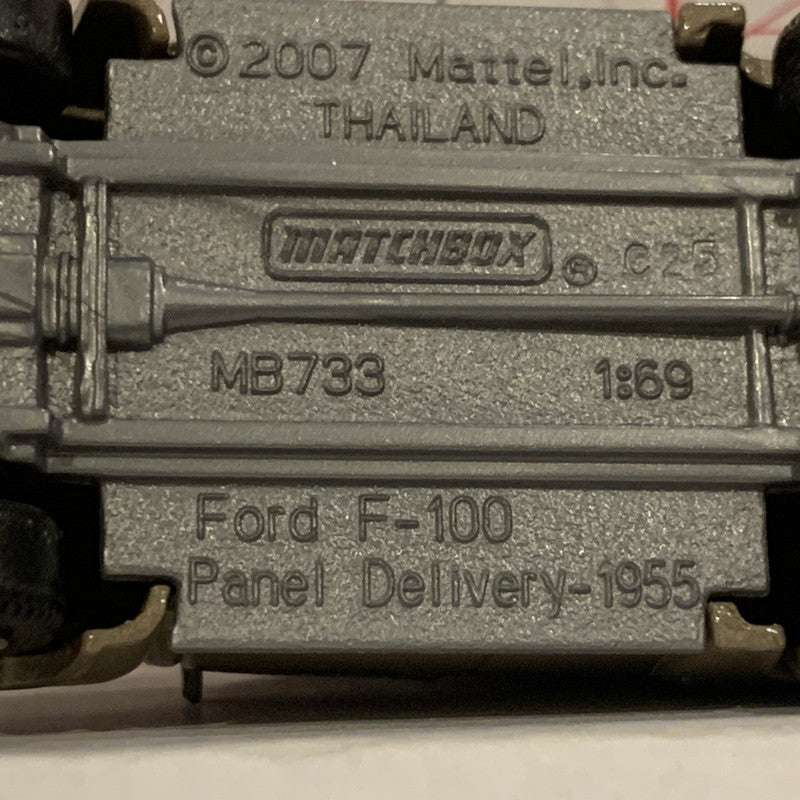 ©2007 Mattel,Inc.
THAILAND
MATCHBOX® C25
MB733 1:69
Ford F-100
Panel Delivery-1955